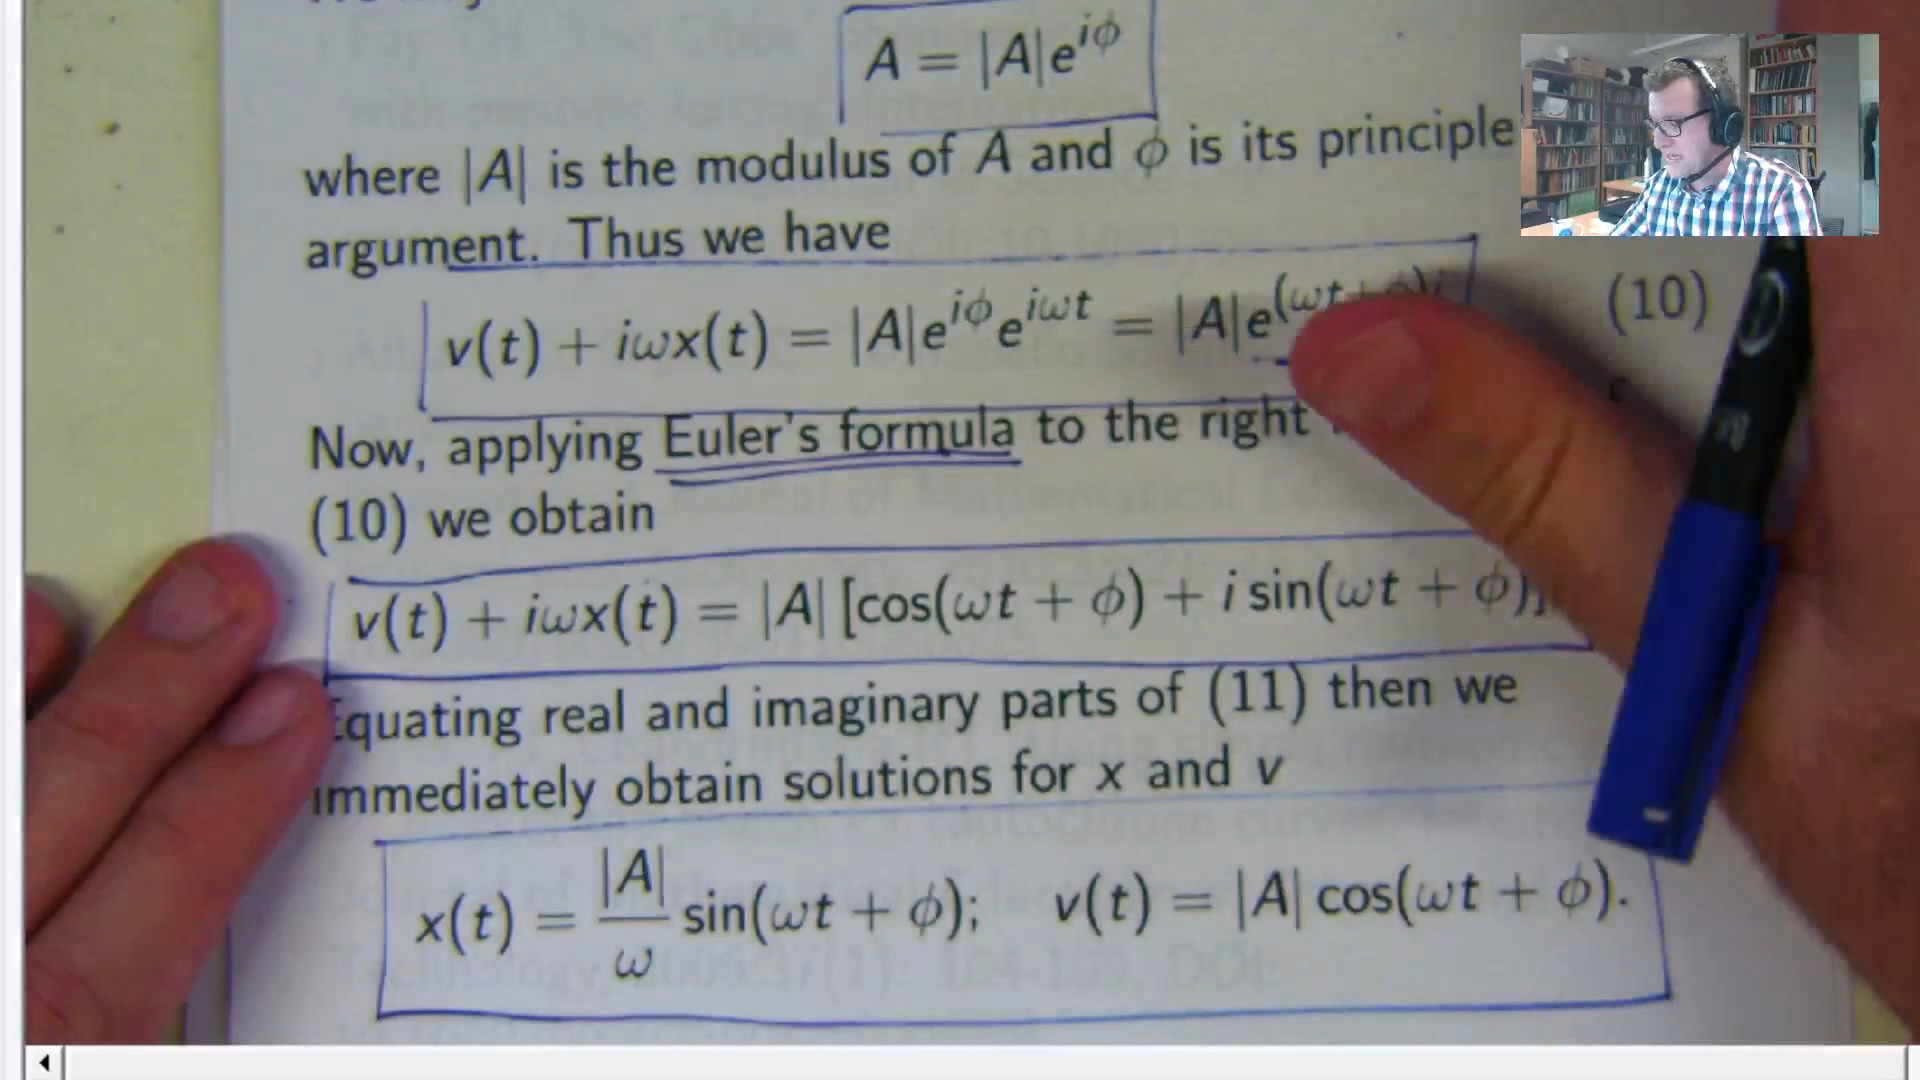 A = |A|e^{iϕ}
where |A| is the modulus of A and ϕ is its principle
argument. Thus we have
v(t) + iωx(t) = |A|e^{iϕ}e^{iωt} = |A|e^{(ωt+ϕ)i} (10)
Now, applying Euler's formula to the right
(10) we obtain
v(t) + iωx(t) = |A| [cos(ωt + ϕ) + i sin(ωt + ϕ)]
Equating real and imaginary parts of (11) then we
immediately obtain solutions for x and v
x(t) = |A|/ω sin(ωt + ϕ); v(t) = |A| cos(ωt + ϕ).